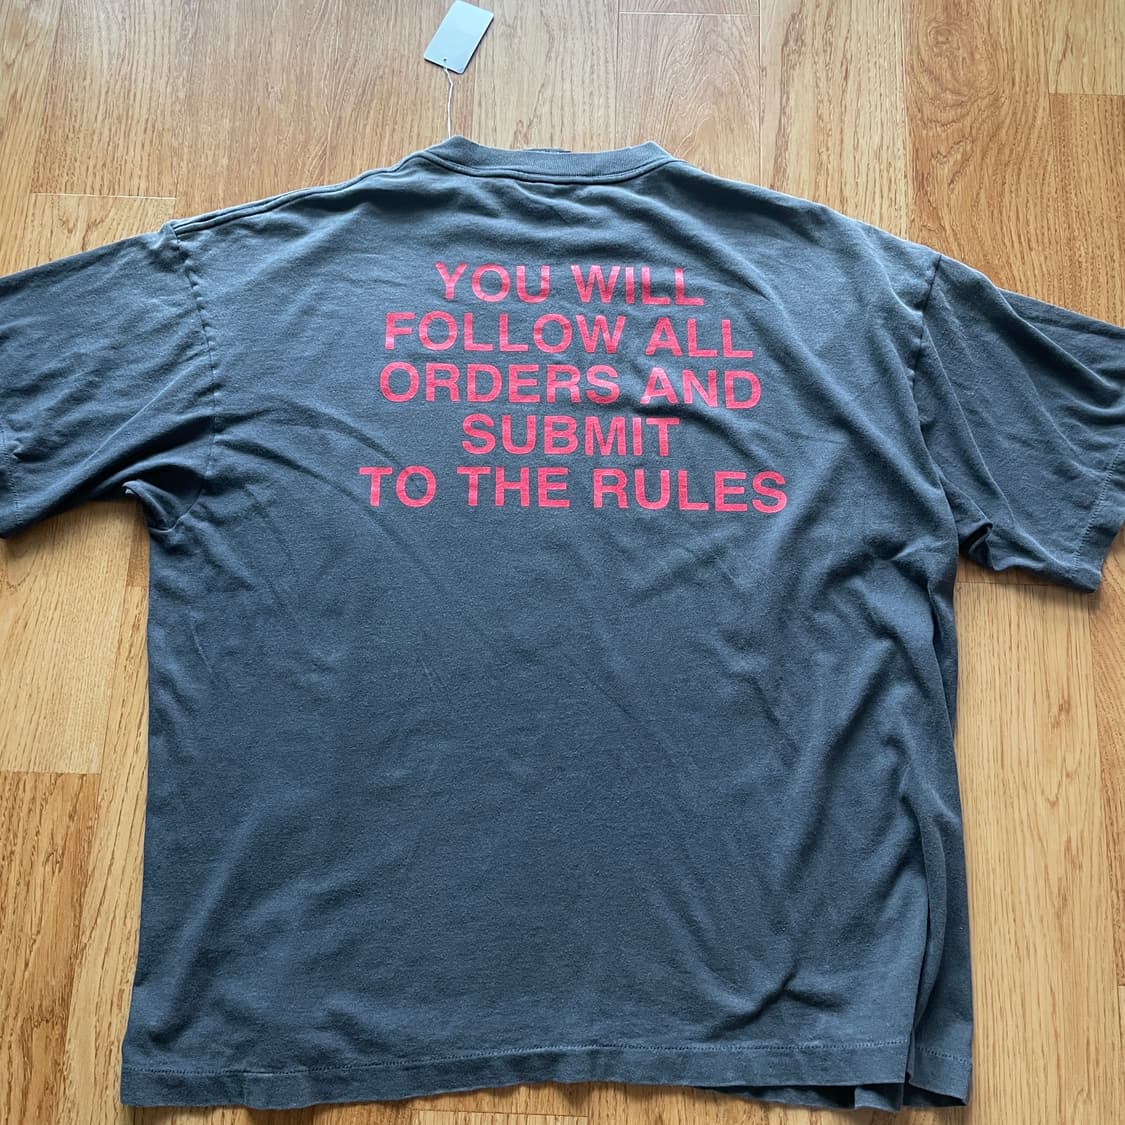 YOU WILL
FOLLOW ALL
ORDERS AND
SUBMIT
TO THE RULES